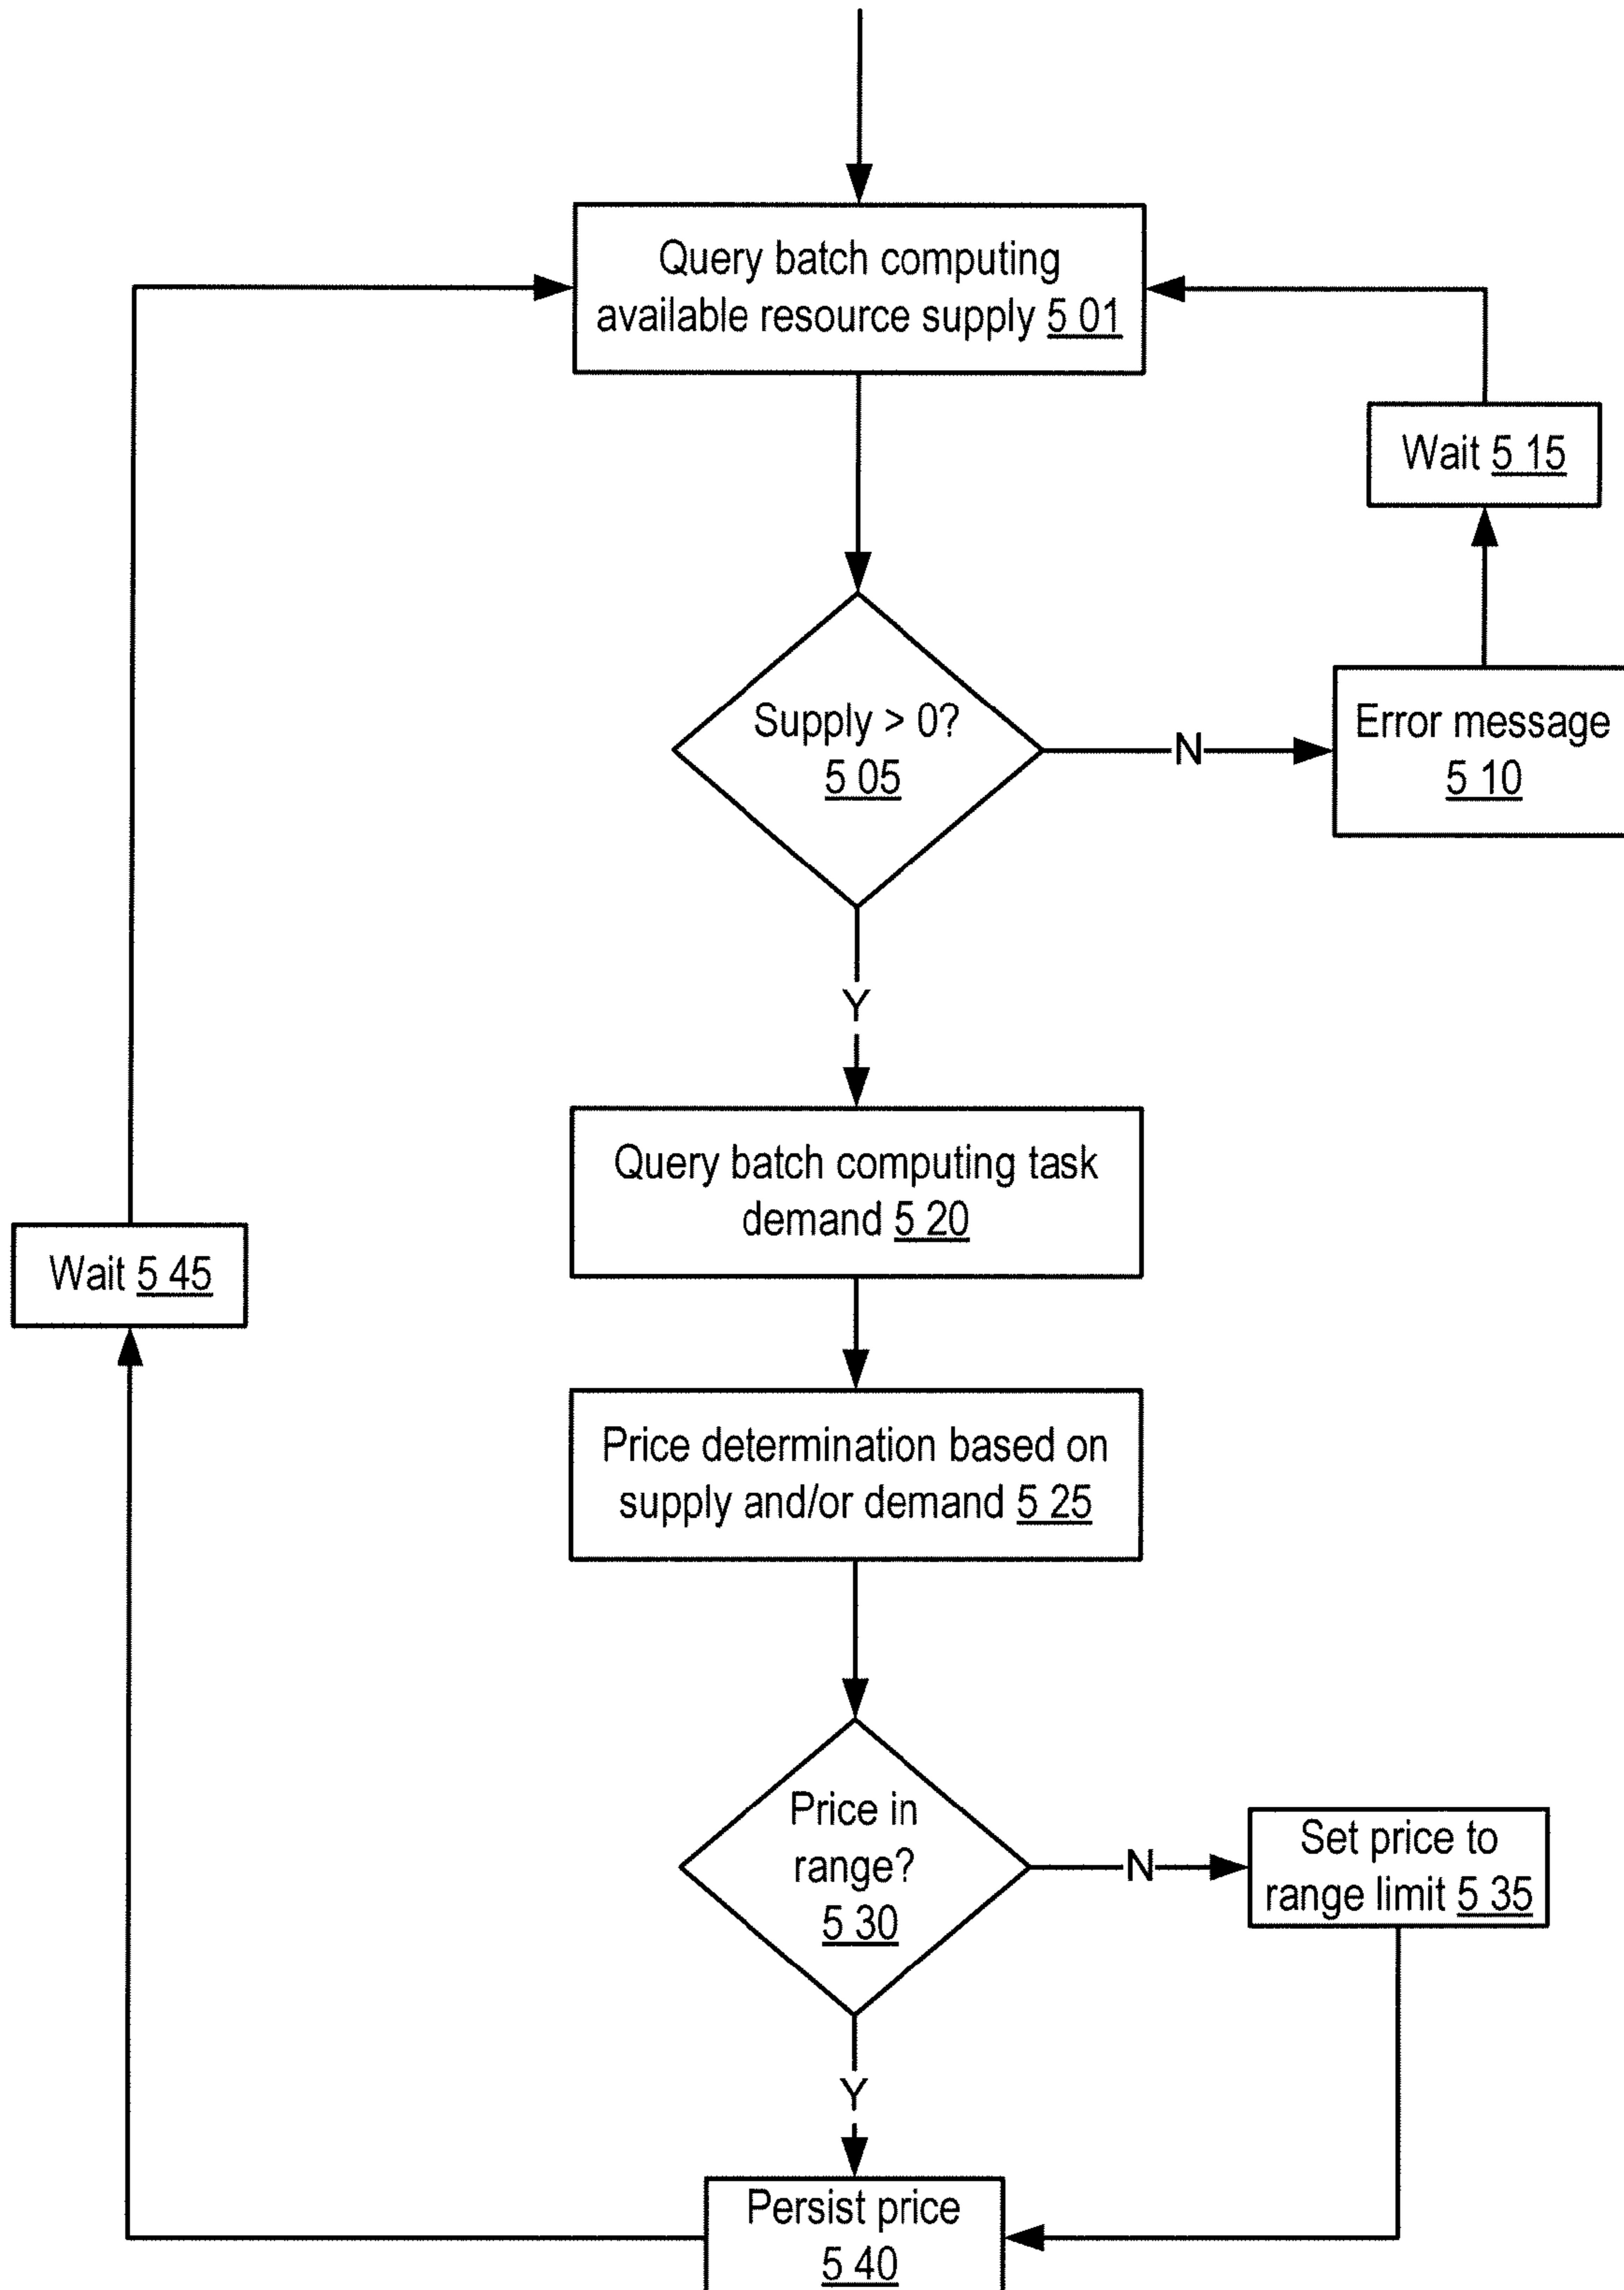 Query batch computing
available resource supply 5 01
Wait 5 15
Supply > 0?
5 05
N
Error message
5 10
Y
Query batch computing task
demand 5 20
Wait 5 45
Price determination based on
supply and/or demand 5 25
Price in
range?
5 30
N
Set price to
range limit 5 35
Y
Persist price
5 40